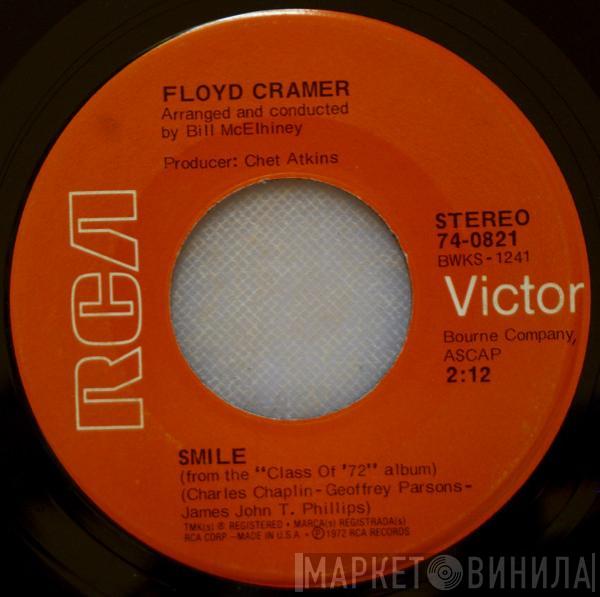 FLOYD CRAMER
Arranged and conducted
by Bill McElhiney
Producer: Chet Atkins
RCA
STEREO
74-0821
BWKS-1241
Victor
Bourne Company,
ASCAP
2:12
SMILE
(from the "Class Of '72" album)
(Charles Chaplin-Geoffrey Parsons-
James John T. Phillips)
TMK(s) ® REGISTERED • MARCA(s) REGISTRADA(s)
RCA CORP-MADE IN U.S.A. • ℗ 1972 RCA RECORDS
МАРКЕТ ВИНИЛА